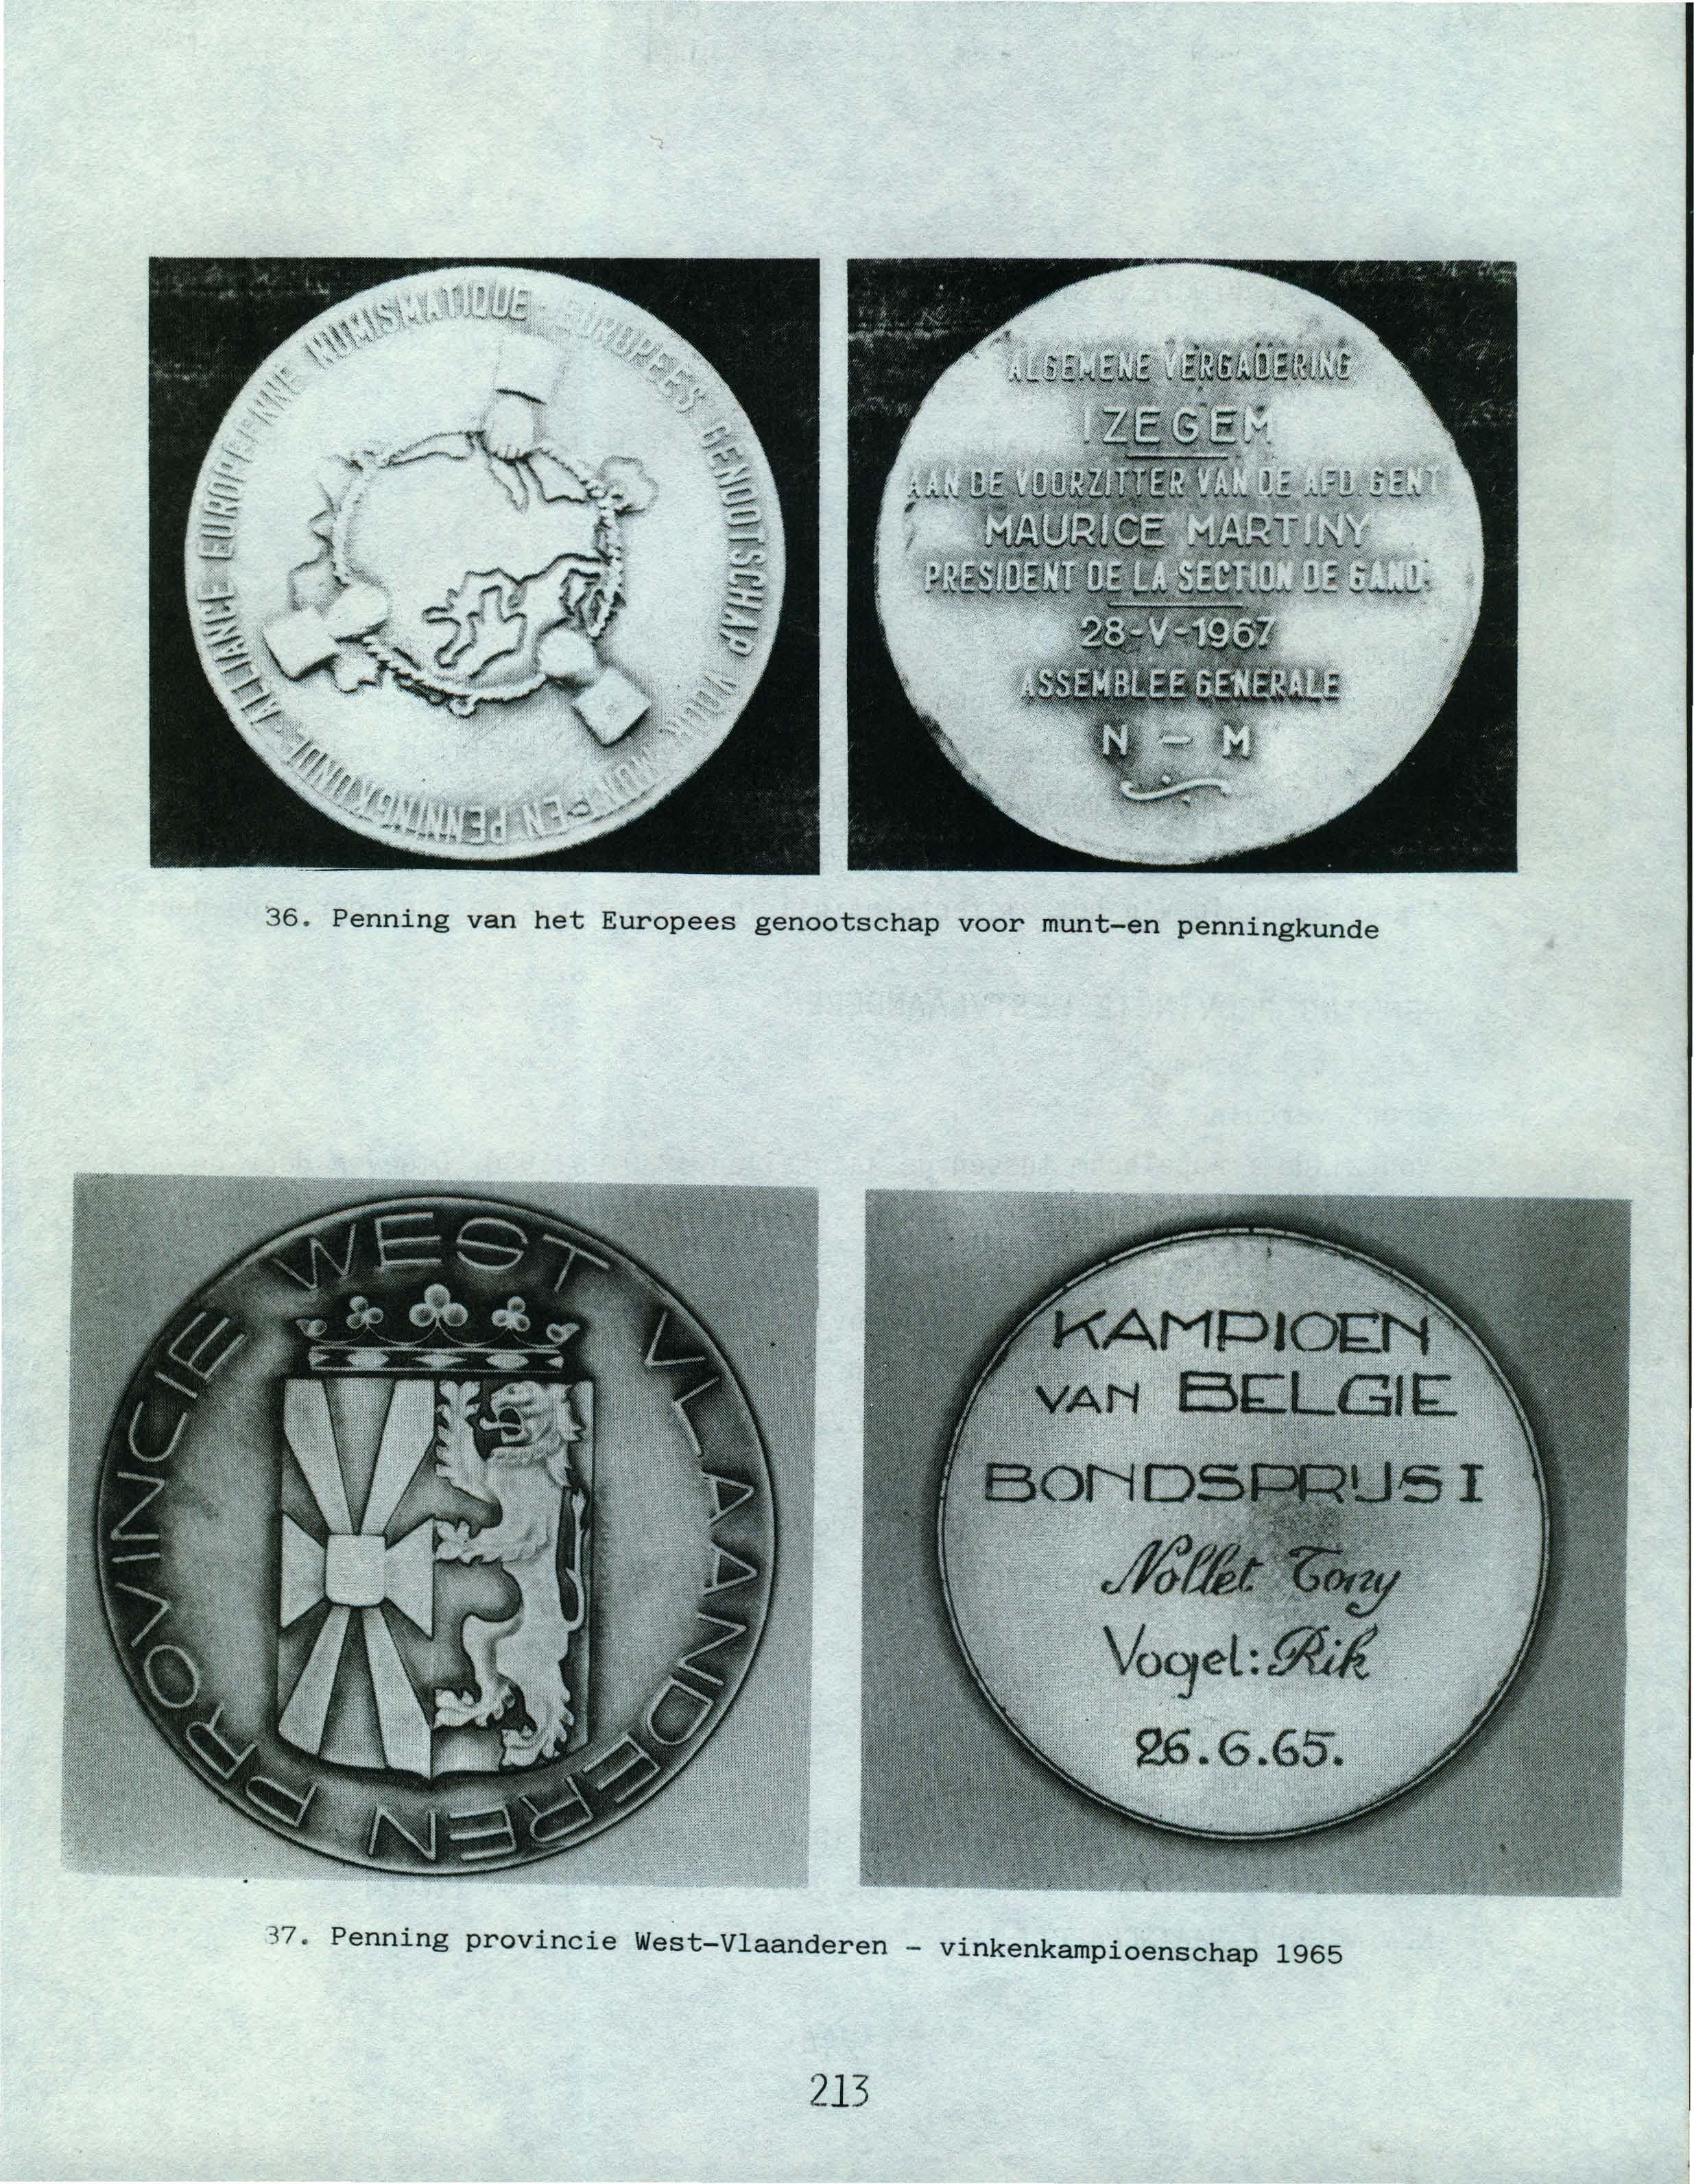 ALLIANCE EUROPEENNE NUMISMATIQUE - EUROPEES GENOOTSCHAP VOOR MUNT-EN PENNINGKUNDE -
ALGEMENE VERGADERING
IZEGEM
AAN DE VOORZITTER VAN DE AFD. GENT
MAURICE MARTINY
PRESIDENT DE LA SECTION DE GAND.
28-V-1967
ASSEMBLEE GENERALE
N - M
36. Penning van het Europees genootschap voor munt-en penningkunde
PROVINCIE WEST VLAANDEREN
KAMPIOEN
VAN BELGIE
BONDSPRIJS I
Nollet Tony
Vogel: Rik
26.6.65.
37. Penning provincie West-Vlaanderen - vinkenkampioenschap 1965
213